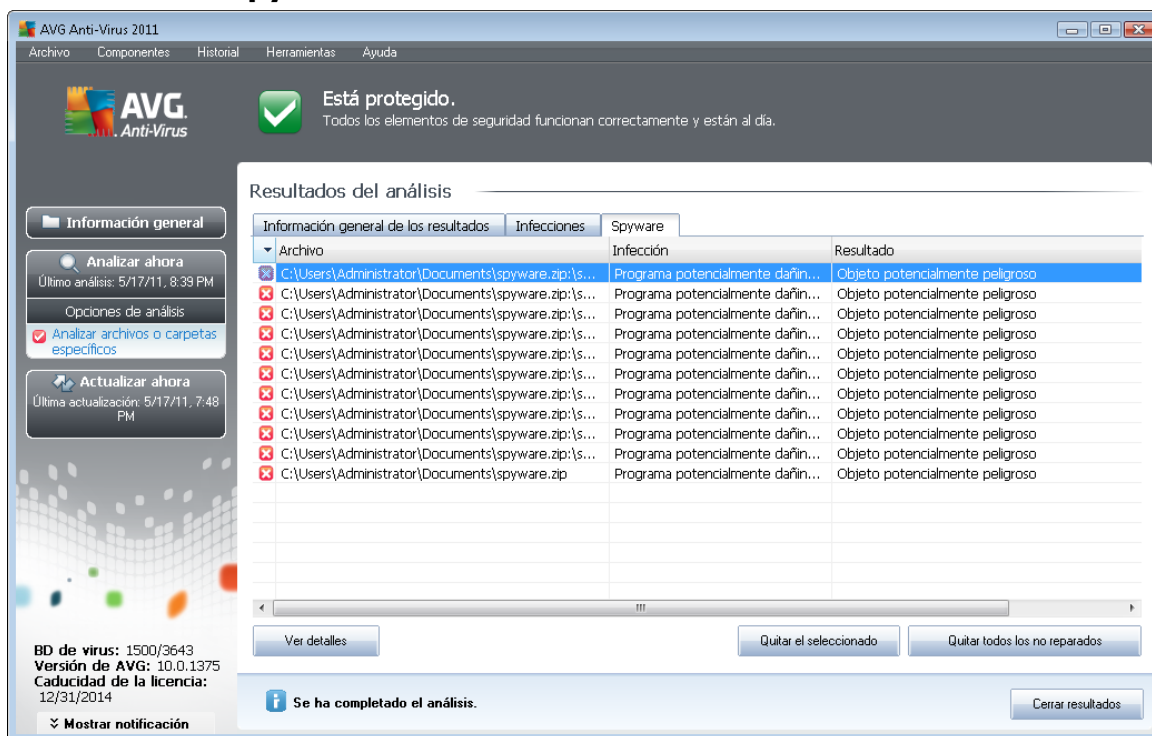 AVG Anti-Virus 2011
Archivo Componentes Historial Herramientas Ayuda
AVG.
Anti-Virus
Está protegido.
Todos los elementos de seguridad funcionan correctamente y están al día.
Información general
Analizar ahora
Último análisis: 5/17/11, 8:39 PM
Opciones de análisis
Analizar archivos o carpetas
específicos
Actualizar ahora
Última actualización: 5/17/11, 7:48
PM
BD de virus: 1500/3643
Versión de AVG: 10.0.1375
Caducidad de la licencia:
12/31/2014
Mostrar notificación
Resultados del análisis
Información general de los resultados Infecciones Spyware
Archivo Infección Resultado
C:\Users\Administrator\Documents\spyware.zip:\s... Programa potencialmente dañin... Objeto potencialmente peligroso
C:\Users\Administrator\Documents\spyware.zip:\s... Programa potencialmente dañin... Objeto potencialmente peligroso
C:\Users\Administrator\Documents\spyware.zip:\s... Programa potencialmente dañin... Objeto potencialmente peligroso
C:\Users\Administrator\Documents\spyware.zip:\s... Programa potencialmente dañin... Objeto potencialmente peligroso
C:\Users\Administrator\Documents\spyware.zip:\s... Programa potencialmente dañin... Objeto potencialmente peligroso
C:\Users\Administrator\Documents\spyware.zip:\s... Programa potencialmente dañin... Objeto potencialmente peligroso
C:\Users\Administrator\Documents\spyware.zip:\s... Programa potencialmente dañin... Objeto potencialmente peligroso
C:\Users\Administrator\Documents\spyware.zip:\s... Programa potencialmente dañin... Objeto potencialmente peligroso
C:\Users\Administrator\Documents\spyware.zip:\s... Programa potencialmente dañin... Objeto potencialmente peligroso
C:\Users\Administrator\Documents\spyware.zip:\s... Programa potencialmente dañin... Objeto potencialmente peligroso
C:\Users\Administrator\Documents\spyware.zip Programa potencialmente dañin... Objeto potencialmente peligroso
Ver detalles Quitar el seleccionado Quitar todos los no reparados
Se ha completado el análisis.
Cerrar resultados